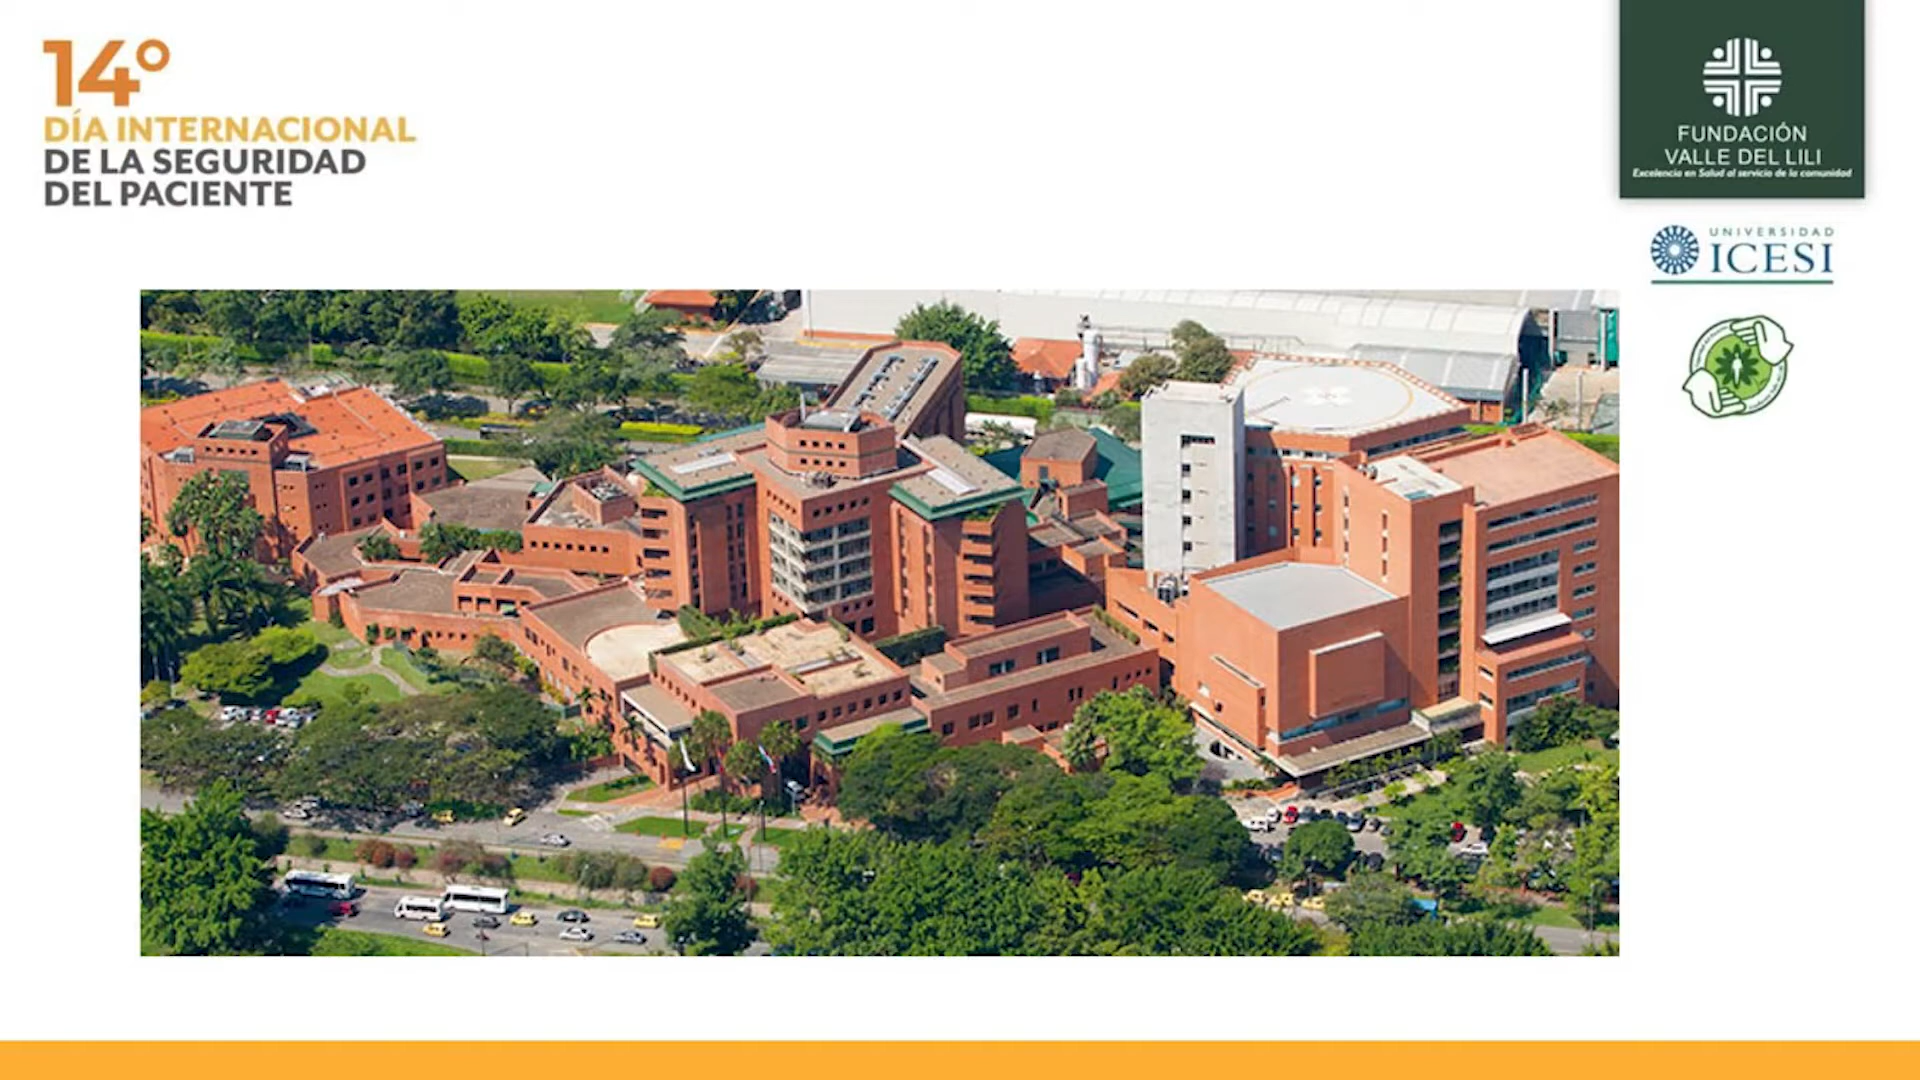 14°
DÍA INTERNACIONAL
DE LA SEGURIDAD
DEL PACIENTE
FUNDACIÓN
VALLE DEL LILI
Excelencia en Salud al servicio de la comunidad
UNIVERSIDAD
ICESI